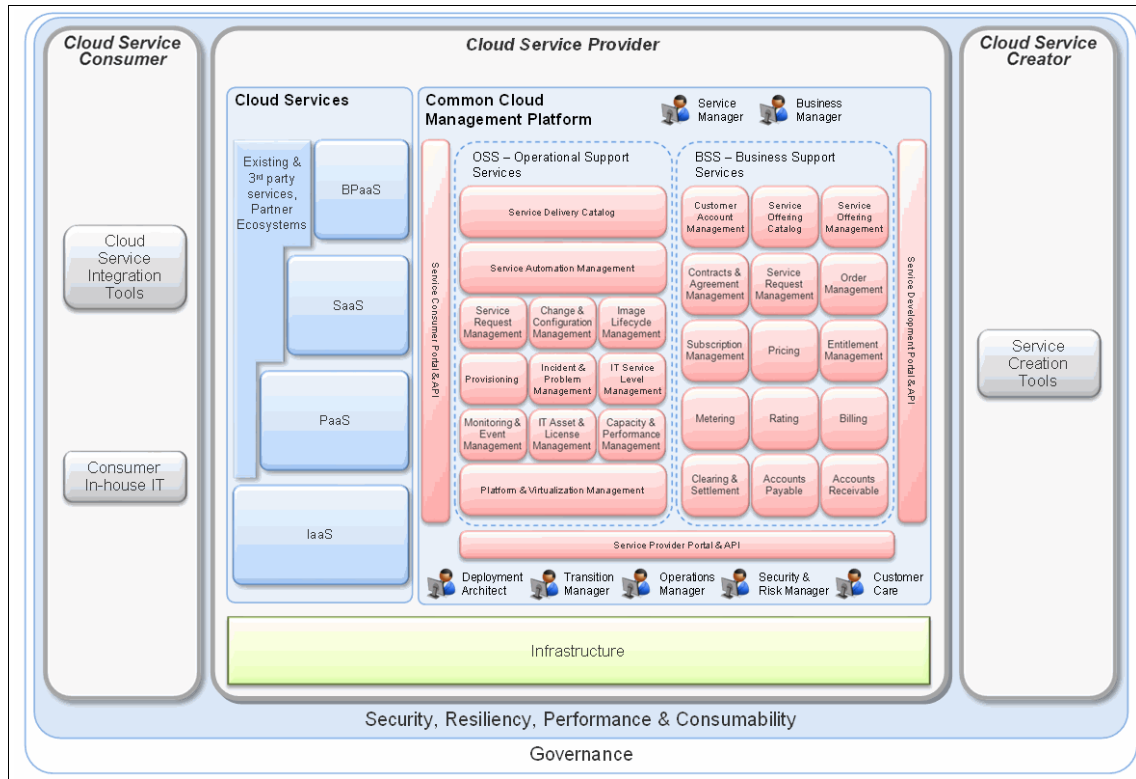 Cloud Service
Consumer
Cloud Service
Integration
Tools
Consumer
In-house IT
Cloud Service Provider
Cloud Services
Existing &
3rd party
services,
Partner
Ecosystems
BPaaS
SaaS
PaaS
IaaS
Common Cloud
Management Platform
Service
Manager
Business
Manager
Service Consumer Portal & API
OSS – Operational Support
Services
Service Delivery Catalog
Service Automation Management
Service
Request
Management
Change &
Configuration
Management
Image
Lifecycle
Management
Provisioning
Incident &
Problem
Management
IT Service
Level
Management
Monitoring &
Event
Management
IT Asset &
License
Management
Capacity &
Performance
Management
Platform & Virtualization Management
BSS – Business Support
Services
Customer
Account
Management
Service
Offering
Catalog
Service
Offering
Management
Contracts &
Agreement
Management
Service
Request
Management
Order
Management
Subscription
Management
Pricing
Entitlement
Management
Metering
Rating
Billing
Clearing &
Settlement
Accounts
Payable
Accounts
Receivable
Service Development Portal & API
Service Provider Portal & API
Deployment
Architect
Transition
Manager
Operations
Manager
Security &
Risk Manager
Customer
Care
Infrastructure
Cloud Service
Creator
Service
Creation
Tools
Security, Resiliency, Performance & Consumability
Governance